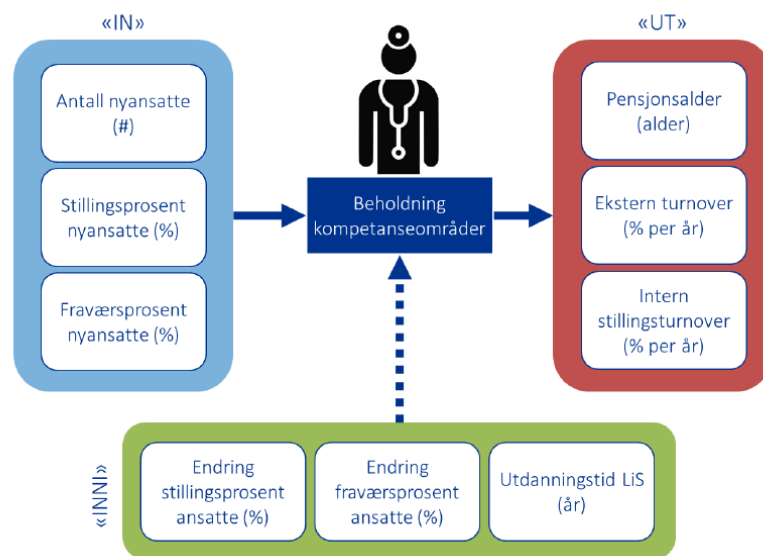 «IN»
Antall nyansatte
(#)
Stillingsprosent
nyansatte (%)
Fraværsprosent
nyansatte (%)
Beholdning
kompetanseområder
«UT»
Pensjonsalder
(alder)
Ekstern turnover
(% per år)
Intern
stillingsturnover
(% per år)
«INNI»
Endring
stillingsprosent
ansatte (%)
Endring
fraværsprosent
ansatte (%)
Utdanningstid LiS
(år)